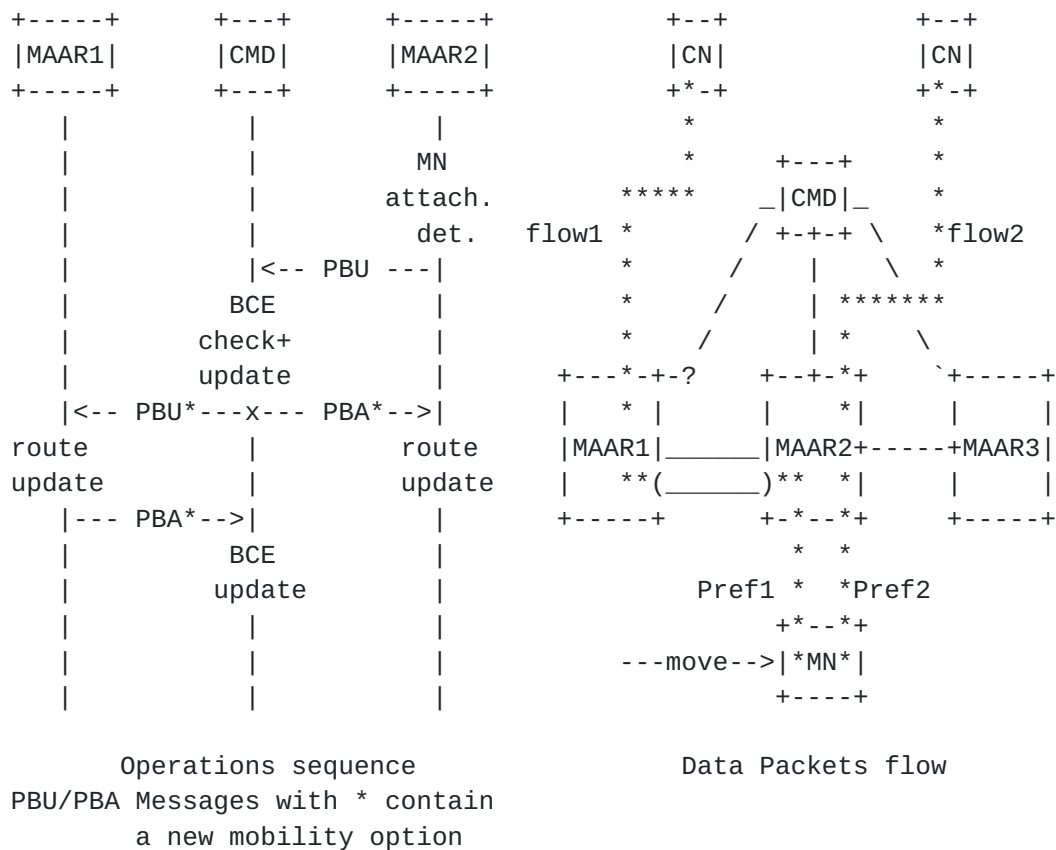 +-----+      +---+      +-----+           +--+            +--+
|MAAR1|      |CMD|      |MAAR2|           |CN|            |CN|
+-----+      +---+      +-----+           +*-+            +*-+
   |           |           |               *               *
   |           |          MN               *     +---+     *
   |           |        attach.        *****    _|CMD|_    *
   |           |          det.   flow1 *       / +-+-+ \   *flow2
   |           |<-- PBU ---|           *      /    |    \  *
   |          BCE          |           *     /     | *******
   |        check+         |           *    /      | *    \
   |        update         |       +---*-+-?    +--+-*+    `+-----+
   |<-- PBU*---x--- PBA*-->|       |   * |      |    *|     |     |
route          |         route     |MAAR1|______|MAAR2+-----+MAAR3|
update         |         update    |   **(______)**  *|     |     |
   |--- PBA*-->|           |       +-----+      +-*--*+     +-----+
   |          BCE          |                      *  *
   |         update        |                Pref1 *  *Pref2
   |           |           |                     +*--*+
   |           |           |           ---move-->|*MN*|
   |           |           |                     +----+

       Operations sequence                 Data Packets flow
PBU/PBA Messages with * contain
        a new mobility option